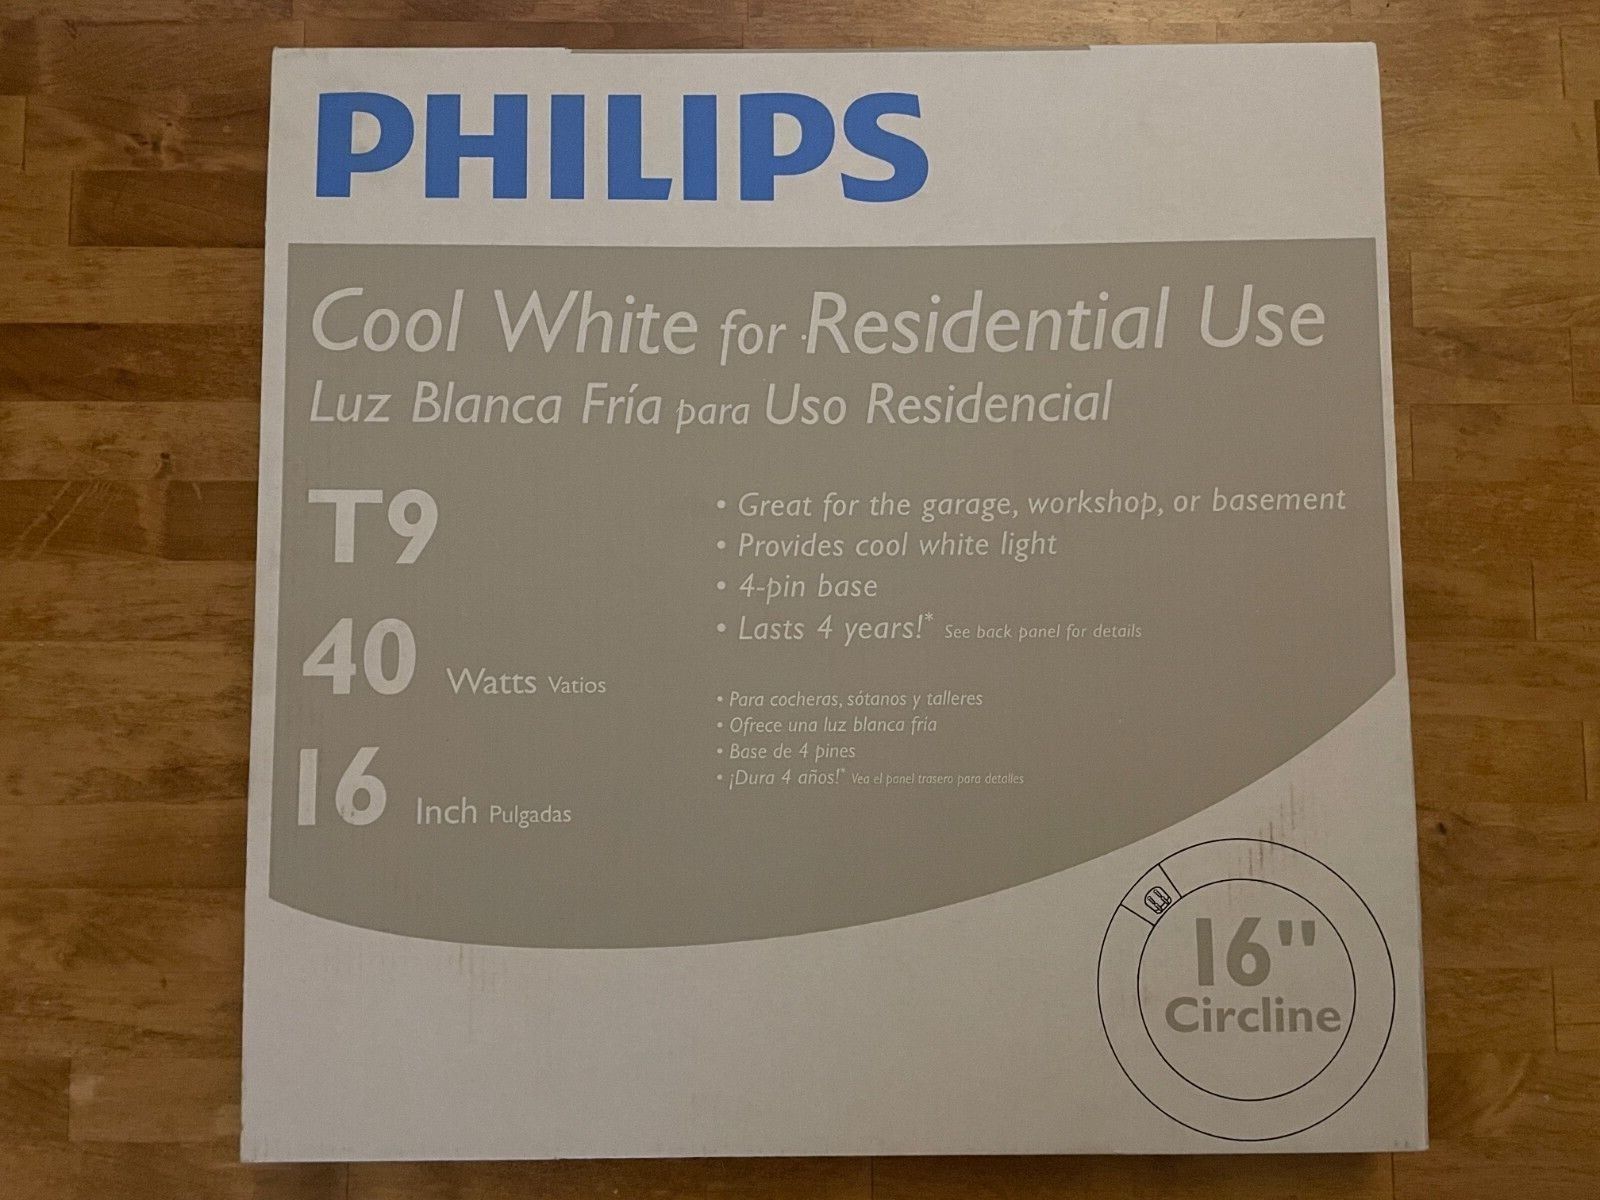 PHILIPS
Cool White for Residential Use
Luz Blanca Fría para Uso Residencial
T9
40 Watts Vatios
16 Inch Pulgadas
• Great for the garage, workshop, or basement
• Provides cool white light
• 4-pin base
• Lasts 4 years!* See back panel for details
• Para cocheras, sótanos y talleres
• Ofrece una luz blanca fria
• Base de 4 pines
• ¡Dura 4 años!* Vea el panel trasero para detalles
16"
Circline